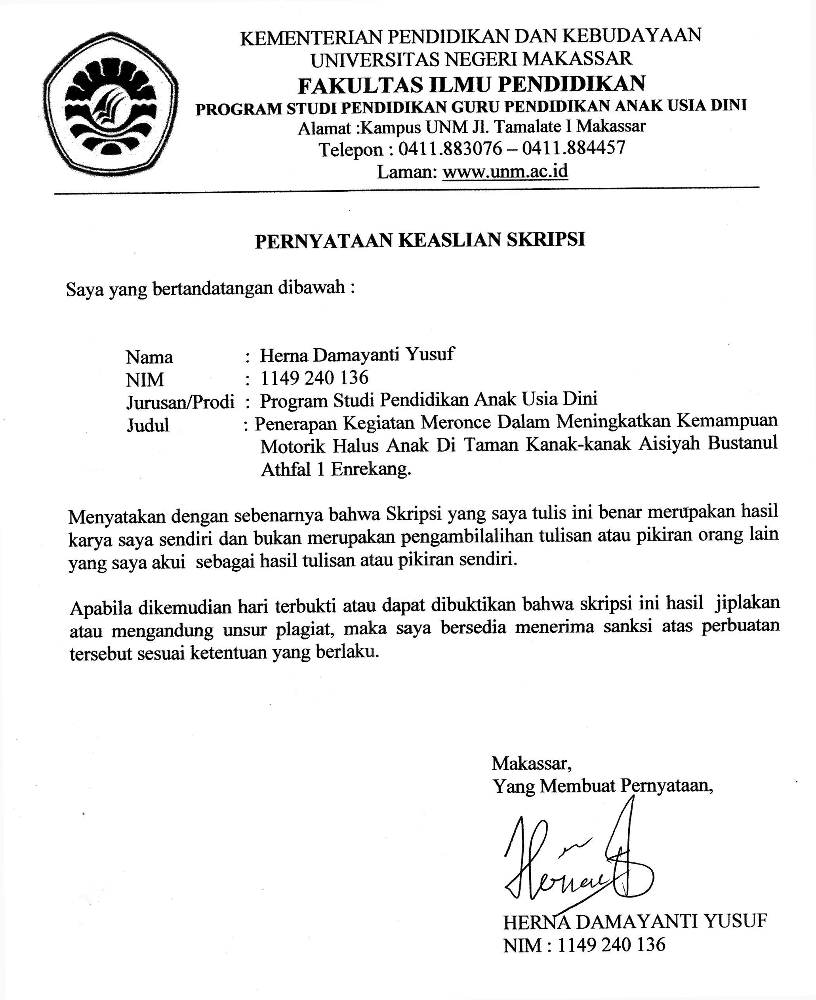 KEMENTERIAN PENDIDIKAN DAN KEBUDAYAAN
UNIVERSITAS NEGERI MAKASSAR
FAKULTAS ILMU PENDIDIKAN
PROGRAM STUDI PENDIDIKAN GURU PENDIDIKAN ANAK USIA DINI
Alamat :Kampus UNM Jl. Tamalate I Makassar
Telepon : 0411.883076 – 0411.884457
Laman: www.unm.ac.id
PERNYATAAN KEASLIAN SKRIPSI
Saya yang bertandatangan dibawah :
Nama : Herna Damayanti Yusuf
NIM : 1149 240 136
Jurusan/Prodi : Program Studi Pendidikan Anak Usia Dini
Judul : Penerapan Kegiatan Meronce Dalam Meningkatkan Kemampuan
Motorik Halus Anak Di Taman Kanak-kanak Aisiyah Bustanul
Athfal 1 Enrekang.
Menyatakan dengan sebenarnya bahwa Skripsi yang saya tulis ini benar merupakan hasil
karya saya sendiri dan bukan merupakan pengambilalihan tulisan atau pikiran orang lain
yang saya akui  sebagai hasil tulisan atau pikiran sendiri.
Apabila dikemudian hari terbukti atau dapat dibuktikan bahwa skripsi ini hasil  jiplakan
atau mengandung unsur plagiat, maka saya bersedia menerima sanksi atas perbuatan
tersebut sesuai ketentuan yang berlaku.
Makassar,
Yang Membuat Pernyataan,
HERNA DAMAYANTI YUSUF
NIM : 1149 240 136